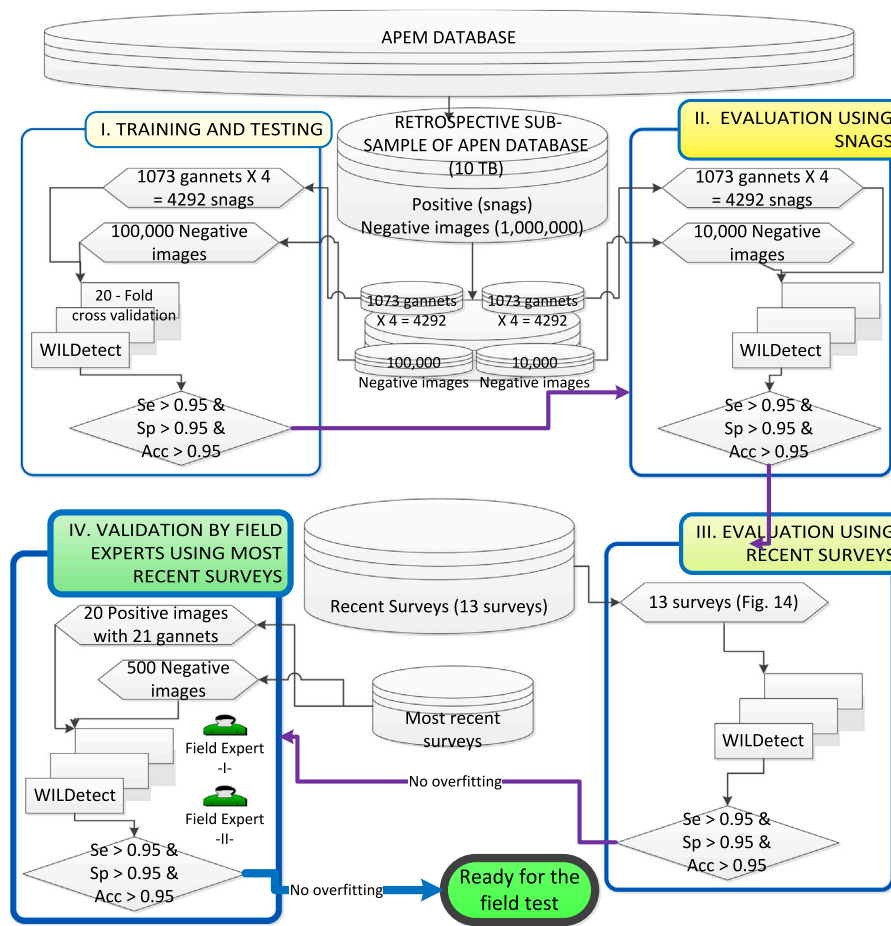 APEM DATABASE
I. TRAINING AND TESTING
RETROSPECTIVE SUB-
SAMPLE OF APEN DATABASE
(10 TB)
Positive (snags)
Negative images (1,000,000)
II. EVALUATION USING
SNAGS
1073 gannets X 4
= 4292 snags
100,000 Negative
images
20 - Fold
cross validation
WILDetect
Se > 0.95 &
Sp > 0.95 &
Acc > 0.95
1073 gannets
X 4 = 4292
1073 gannets
X 4 = 4292
100,000
Negative images
10,000
Negative images
1073 gannets X 4
= 4292 snags
10,000 Negative
images
WILDetect
Se > 0.95 &
Sp > 0.95 &
Acc > 0.95
IV. VALIDATION BY FIELD
EXPERTS USING MOST
RECENT SURVEYS
20 Positive images
with 21 gannets
500 Negative
images
Field Expert
-I-
Field Expert
-II-
WILDetect
Se > 0.95 &
Sp > 0.95 &
Acc > 0.95
Recent Surveys (13 surveys)
Most recent
surveys
No overfitting
No overfitting
Ready for the
field test
III. EVALUATION USING
RECENT SURVEYS
13 surveys (Fig. 14)
WILDetect
Se > 0.95 &
Sp > 0.95 &
Acc > 0.95